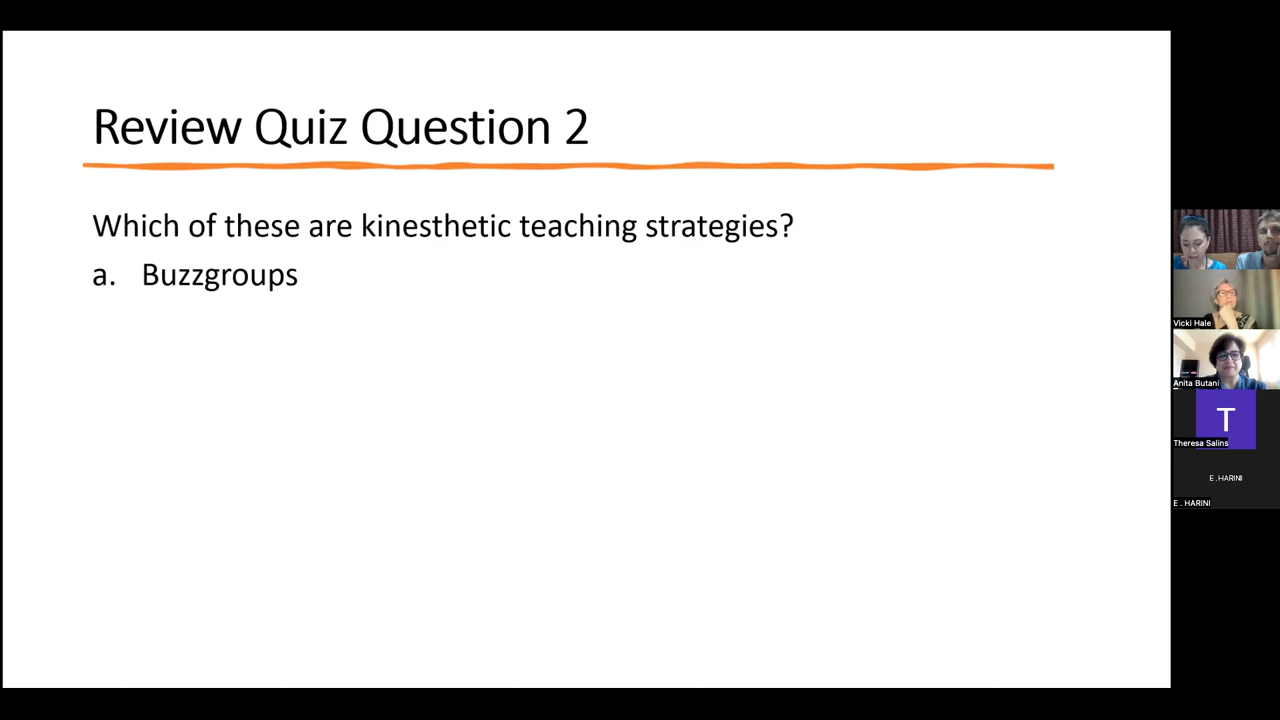 Review Quiz Question 2
Which of these are kinesthetic teaching strategies?
a. Buzzgroups
Vicki Hale
Anita Butani
T
Theresa Salins
E .HARINI
E . HARINI